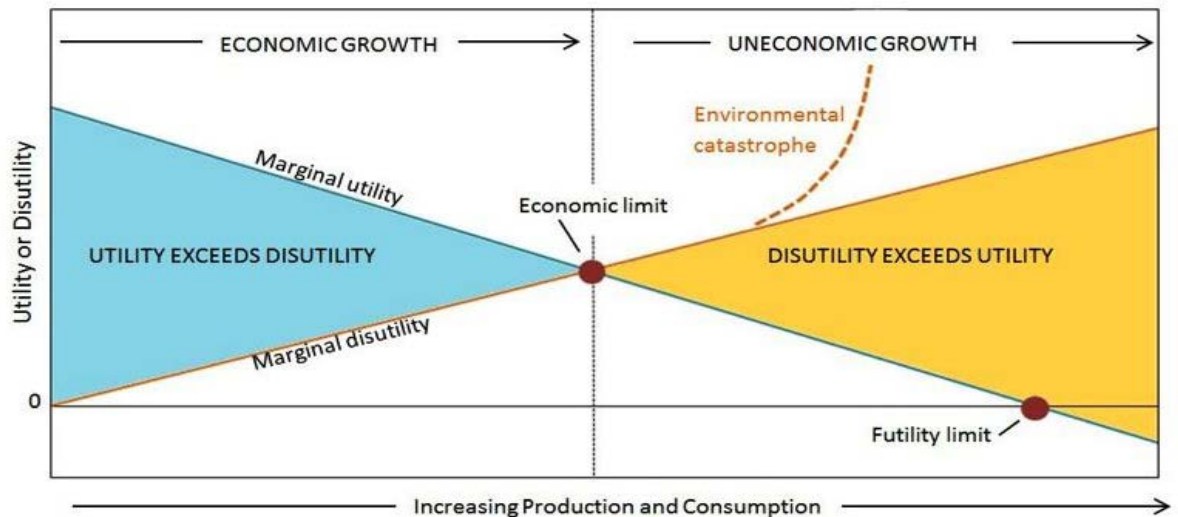 ECONOMIC GROWTH
UNECONOMIC GROWTH
Environmental
catastrophe
Marginal utility
Economic limit
UTILITY EXCEEDS DISUTILITY
DISUTILITY EXCEEDS UTILITY
Utility or Disutility
Marginal disutility
0
Futility limit
Increasing Production and Consumption